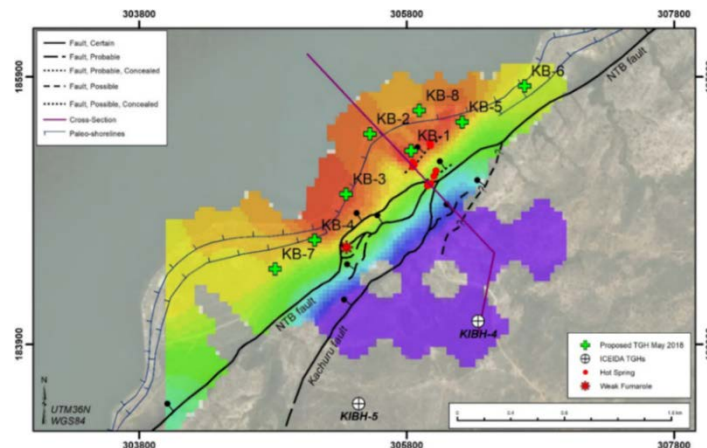 303800 305800 307800
185900
Fault, Certain
Fault, Probable
Fault, Probable, Concealed
Fault, Possible
Fault, Possible, Concealed
Cross-Section
Paleo-shorelines
KB-6
NTB fault
KB-8
KB-5
KB-2
KB-1
KB-3
KB-4
KB-7
NTB fault
Kachuru fault
KIBH-4
KIBH-5
183900
Proposed TGH May 2018
ICEIDA TGHs
Hot Spring
Weak Fumarole
N
UTM36N
WGS84
303800 305800 307800